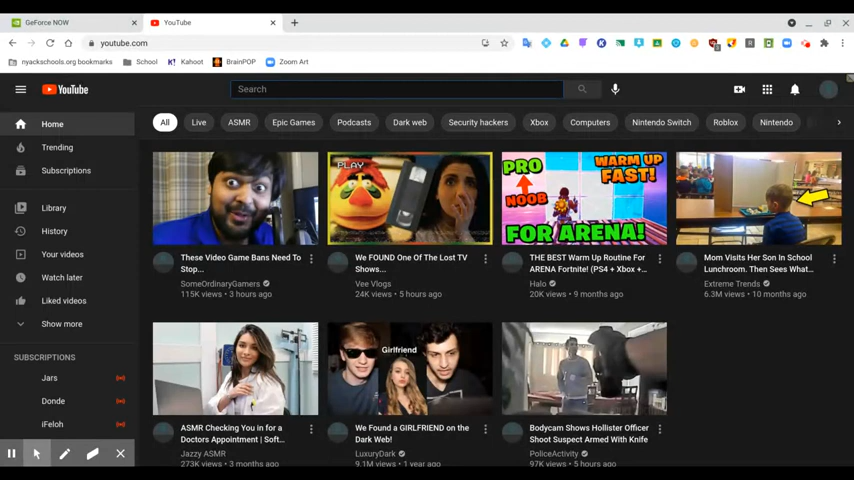 GeForce NOW
YouTube
youtube.com
nyackschools.org bookmarks
School
Kahoot
BrainPOP
Zoom Art
YouTube
Search
All
Live
ASMR
Epic Games
Podcasts
Dark web
Security hackers
Xbox
Computers
Nintendo Switch
Roblox
Nintendo
Home
Trending
Subscriptions
Library
History
Your videos
Watch later
Liked videos
Show more
SUBSCRIPTIONS
Jars
Donde
iFeloh
These Video Game Bans Need To
Stop...
SomeOrdinaryGamers
115K views • 3 hours ago
PLAY
We FOUND One Of The Lost TV
Shows...
Vee Vlogs
24K views • 5 hours ago
PRO
NOOB
WARM UP
FAST!
FOR ARENA!
THE BEST Warm Up Routine For
ARENA Fortnite! (PS4 + Xbox +...
Halo
20K views • 9 months ago
Mom Visits Her Son In School
Lunchroom. Then Sees What...
Extreme Trends
6.3M views • 10 months ago
ASMR Checking You in for a
Doctors Appointment | Soft...
Jazzy ASMR
273K views • 3 months ago
Girlfriend
We Found a GIRLFRIEND on the
Dark Web!
LuxuryDark
9.1M views • 1 year ago
Bodycam Shows Hollister Officer
Shoot Suspect Armed With Knife
PoliceActivity
97K views • 5 hours ago